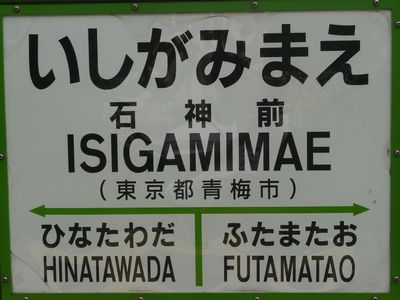 いしがみまえ
石神前
ISIGAMIMAE
(東京都青梅市)
ひなたわだ ふたまたお
HINATAWADA FUTAMATAO